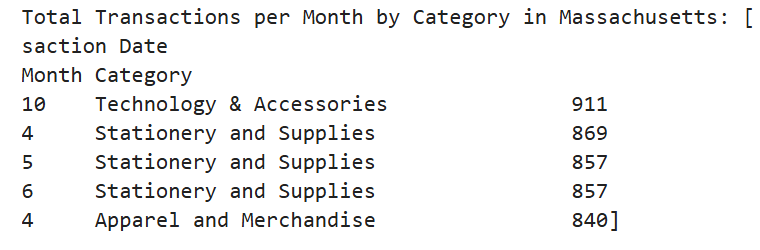 Total Transactions per Month by Category in Massachusetts: [
saction Date
Month Category
10 Technology & Accessories 911
4 Stationery and Supplies 869
5 Stationery and Supplies 857
6 Stationery and Supplies 857
4 Apparel and Merchandise 840]